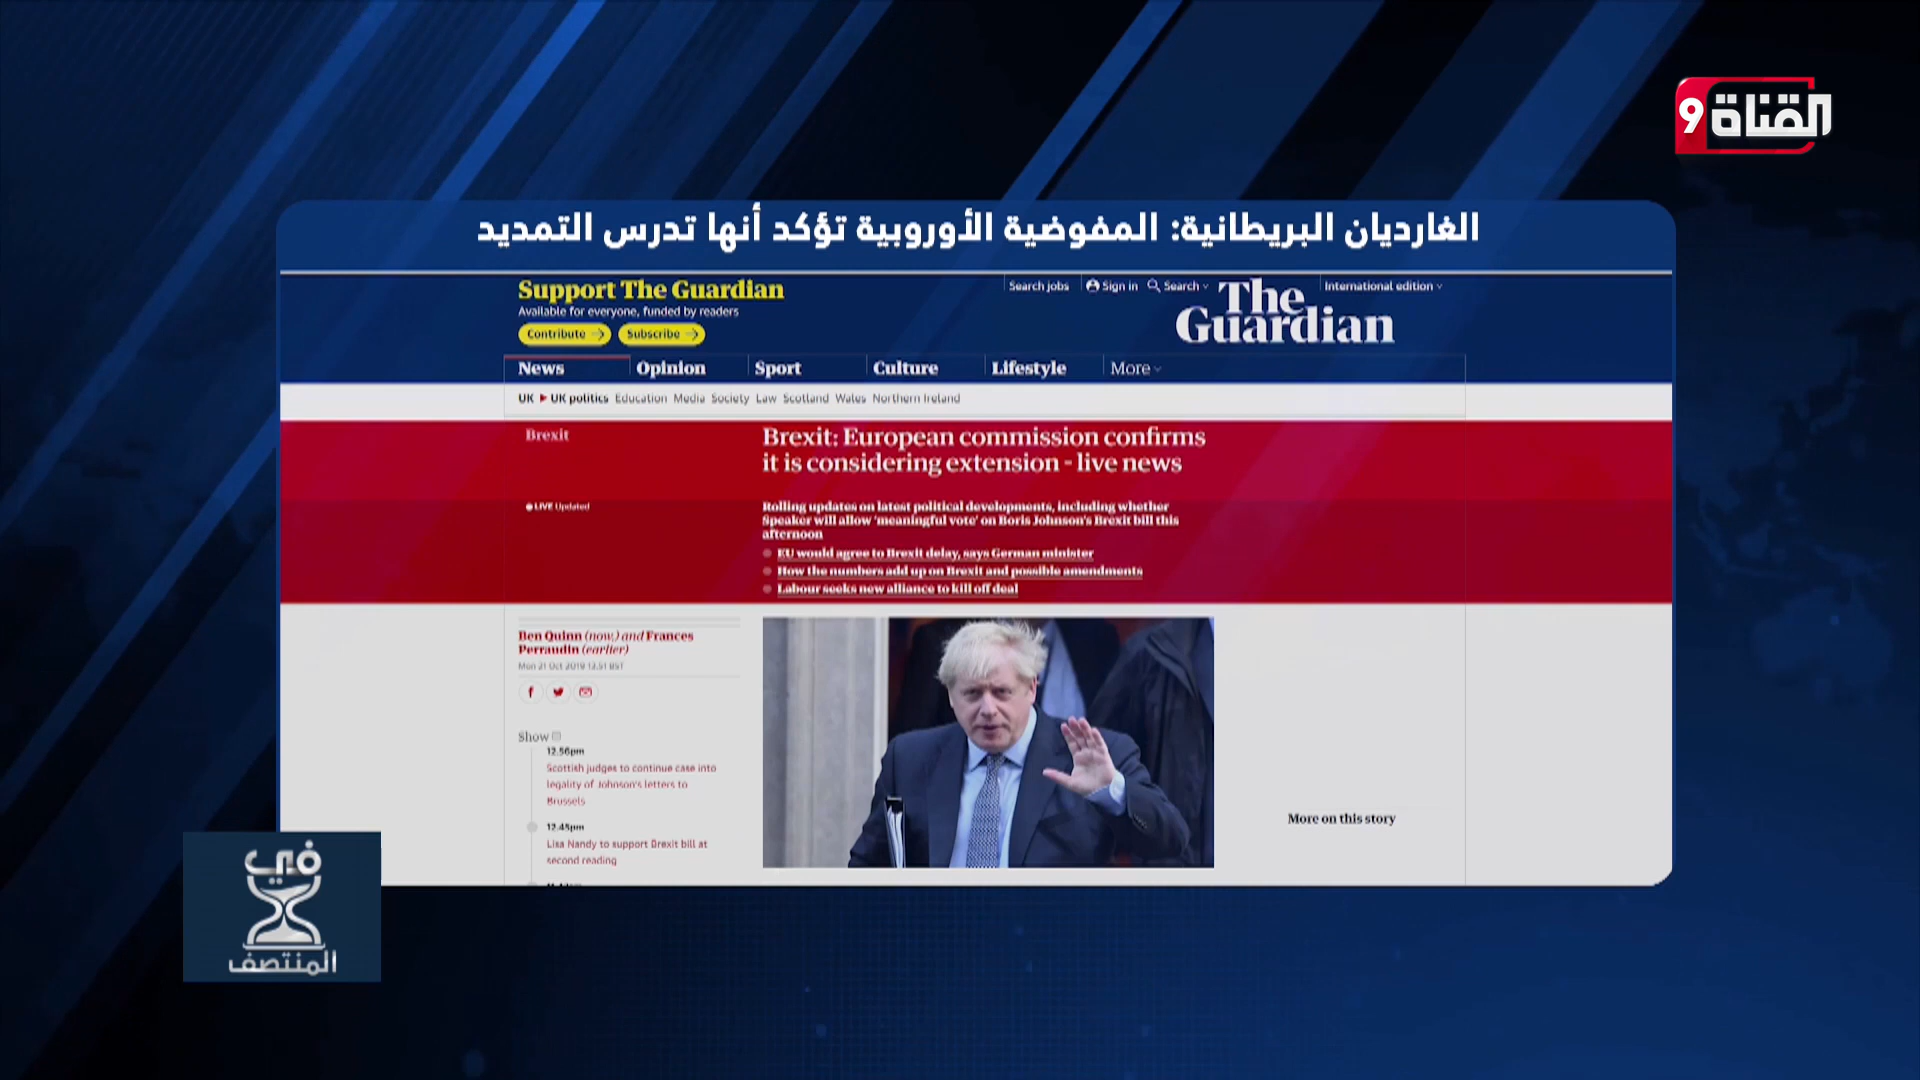 القناة 9
الغارديان البريطانية: المفوضية الأوروبية تؤكد أنها تدرس التمديد
Support The Guardian
Available for everyone, funded by readers
Contribute
Subscribe
Search jobs
Sign in
Search
International edition
The
Guardian
News
Opinion
Sport
Culture
Lifestyle
More
UK
UK politics
Education
Media
Society
Law
Scotland
Wales
Northern Ireland
Brexit
Brexit: European commission confirms
it is considering extension - live news
LIVE Updated
Rolling updates on latest political developments, including whether
Speaker will allow 'meaningful vote' on Boris Johnson's Brexit bill this
afternoon
EU would agree to Brexit delay, says German minister
How the numbers add up on Brexit and possible amendments
Labour seeks new alliance to kill off deal
Ben Quinn (now,) and Frances
Perraudin (earlier)
Mon 21 Oct 2019 12.51 BST
Show
12.56pm
Scottish judges to continue case into
legality of Johnson's letters to
Brussels
12.45pm
Lisa Nandy to support Brexit bill at
second reading
More on this story
في
المنتصف